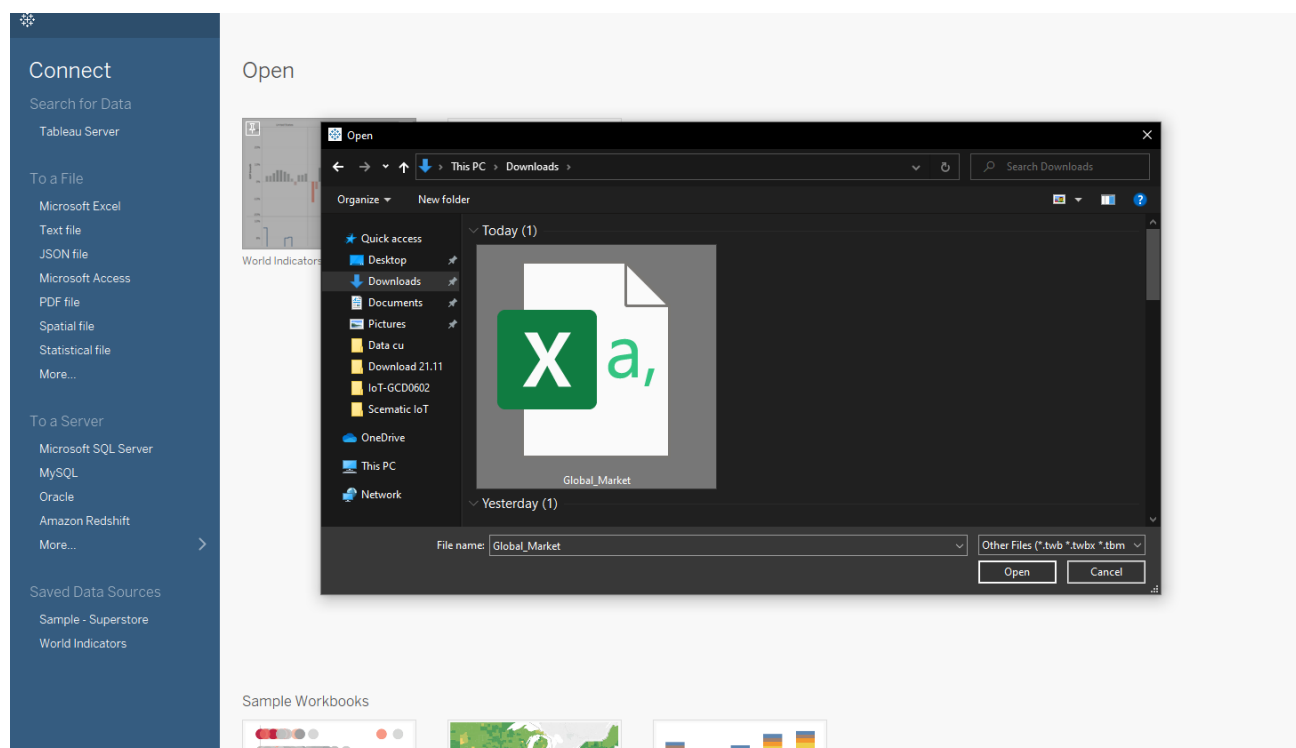 Connect
Search for Data
Tableau Server
To a File
Microsoft Excel
Text file
JSON file
Microsoft Access
PDF file
Spatial file
Statistical file
More...
To a Server
Microsoft SQL Server
MySQL
Oracle
Amazon Redshift
More...
Saved Data Sources
Sample - Superstore
World Indicators
Open
World Indicators
Open
This PC > Downloads >
Search Downloads
Organize
New folder
Quick access
Desktop
Downloads
Documents
Pictures
Data cu
Download 21.11
IoT-GCD0602
Scematic IoT
OneDrive
This PC
Network
Today (1)
X a,
Global_Market
Yesterday (1)
File name: Global_Market
Other Files (*.twb *.twbx *.tbm
Open Cancel
Sample Workbooks